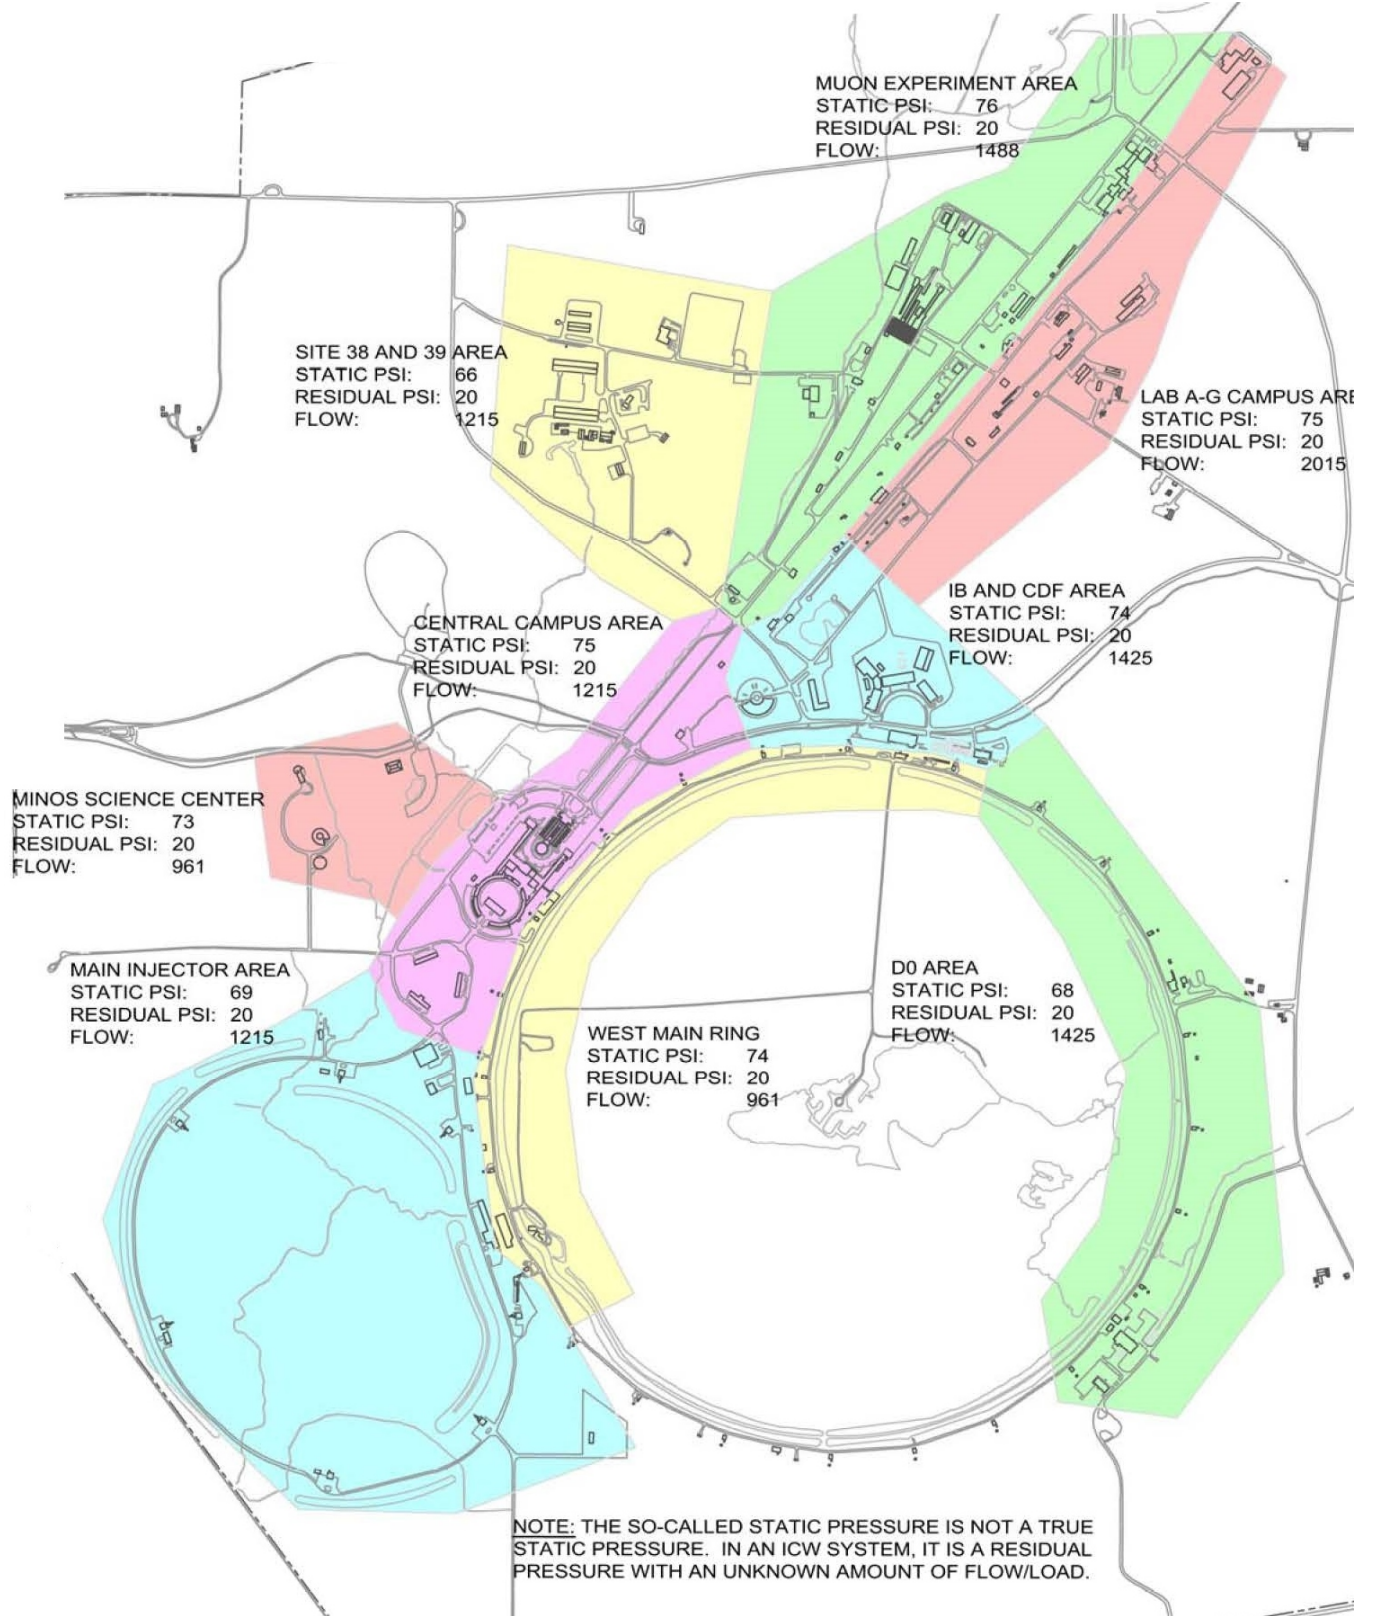 MUON EXPERIMENT AREA
STATIC PSI: 76
RESIDUAL PSI: 20
FLOW: 1488
SITE 38 AND 39 AREA
STATIC PSI: 66
RESIDUAL PSI: 20
FLOW: 1215
LAB A-G CAMPUS ARE
STATIC PSI: 75
RESIDUAL PSI: 20
FLOW: 2015
IB AND CDF AREA
STATIC PSI: 74
RESIDUAL PSI: 20
FLOW: 1425
CENTRAL CAMPUS AREA
STATIC PSI: 75
RESIDUAL PSI: 20
FLOW: 1215
MINOS SCIENCE CENTER
STATIC PSI: 73
RESIDUAL PSI: 20
FLOW: 961
MAIN INJECTOR AREA
STATIC PSI: 69
RESIDUAL PSI: 20
FLOW: 1215
D0 AREA
STATIC PSI: 68
RESIDUAL PSI: 20
FLOW: 1425
WEST MAIN RING
STATIC PSI: 74
RESIDUAL PSI: 20
FLOW: 961
NOTE: THE SO-CALLED STATIC PRESSURE IS NOT A TRUE
STATIC PRESSURE. IN AN ICW SYSTEM, IT IS A RESIDUAL
PRESSURE WITH AN UNKNOWN AMOUNT OF FLOW/LOAD.